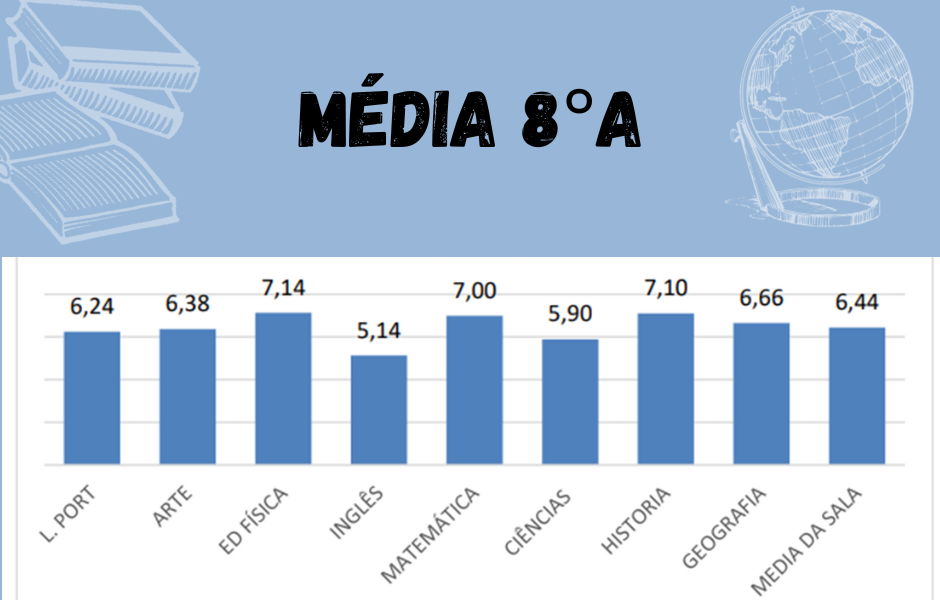 MÉDIA 8°A
6,24
6,38
7,14
5,14
7,00
5,90
7,10
6,66
6,44
L. PORT
ARTE
ED FÍSICA
INGLÊS
MATEMÁTICA
CIÊNCIAS
HISTORIA
GEOGRAFIA
MEDIA DA SALA